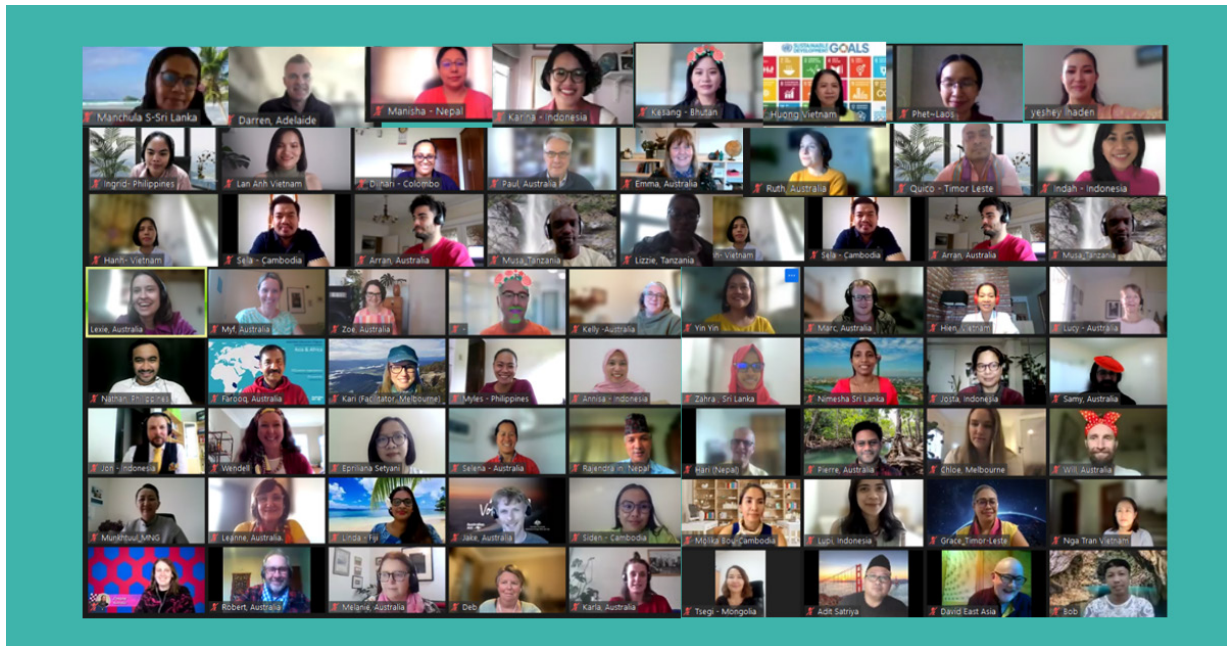 Manchula S-Sri Lanka
Darren, Adelaide
Manisha - Nepal
Karina - Indonesia
Kesang - Bhutan
SUSTAINABLE DEVELOPMENT GOALS
Huong Vietnam
Phet-Laos
yeshey lhaden
Ingrid- Philippines
Lan Anh Vietnam
Dinari - Colombo
Paul, Australia
Emma, Australia
Ruth, Australia
Quico - Timor Leste
Indah - Indonesia
Hanh- Vietnam
Sela - Cambodia
Arran, Australia
Musa,Tanzania
Lizzie, Tanzania
h- Vietnam
Sela - Cambodia
Arran, Australia
Musa,Tanzania
Lexie, Australia
Myf, Australia
Zoe, Australia
-
Kelly -Australia
Yin Yin
Marc, Australia
Hien, Vietnam
Lucy - Australia
Nathan, Philippines
Asia & Africa
Farooq, Australia
Kari (Facilitator, Melbourne)
Myles - Philippines
Annisa - Indonesia
Zahra , Sri Lanka
Nimesha Sri Lanka
Josta, Indonesia
Samy, Australia
Jon - Indonesia
Wendell
Epriliana Setyani
Selena - Australia
Rajendra in (Nepal
Hari (Nepal)
Pierre, Australia
Chloe, Melbourne
Will, Australia
Munkhtuul_MNG
Leanne, Australia
Linda - Fiji
Jake, Australia
Siden - Cambodia
Molika Bou-Cambodia
Lupi, Indonesia
Grace_Timor-Leste
Nga Tran Vietnam
Robert, Australia
Melanie, Australia
Deb
Karla, Australia
Tsegi - Mongolia
Adit Satriya
David East Asia
Bob